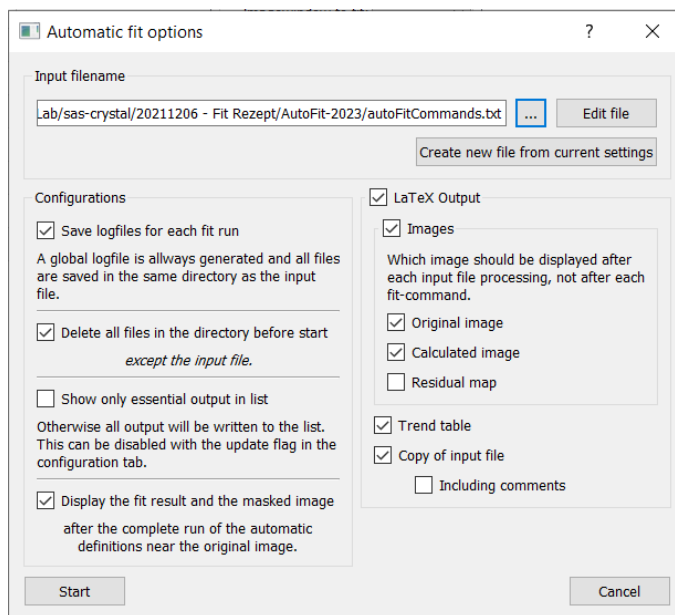 Automatic fit options
?
Input filename
Lab/sas-crystal/20211206 - Fit Rezept/AutoFit-2023/autoFitCommands.txt
...
Edit file
Create new file from current settings
Configurations
Save logfiles for each fit run
A global logfile is allways generated and all files
are saved in the same directory as the input
file.
Delete all files in the directory before start
except the input file.
Show only essential output in list
Otherwise all output will be written to the list.
This can be disabled with the update flag in the
configuration tab.
Display the fit result and the masked image
after the complete run of the automatic
definitions near the original image.
LaTeX Output
Images
Which image should be displayed after
each input file processing, not after each
fit-command.
Original image
Calculated image
Residual map
Trend table
Copy of input file
Including comments
Start
Cancel